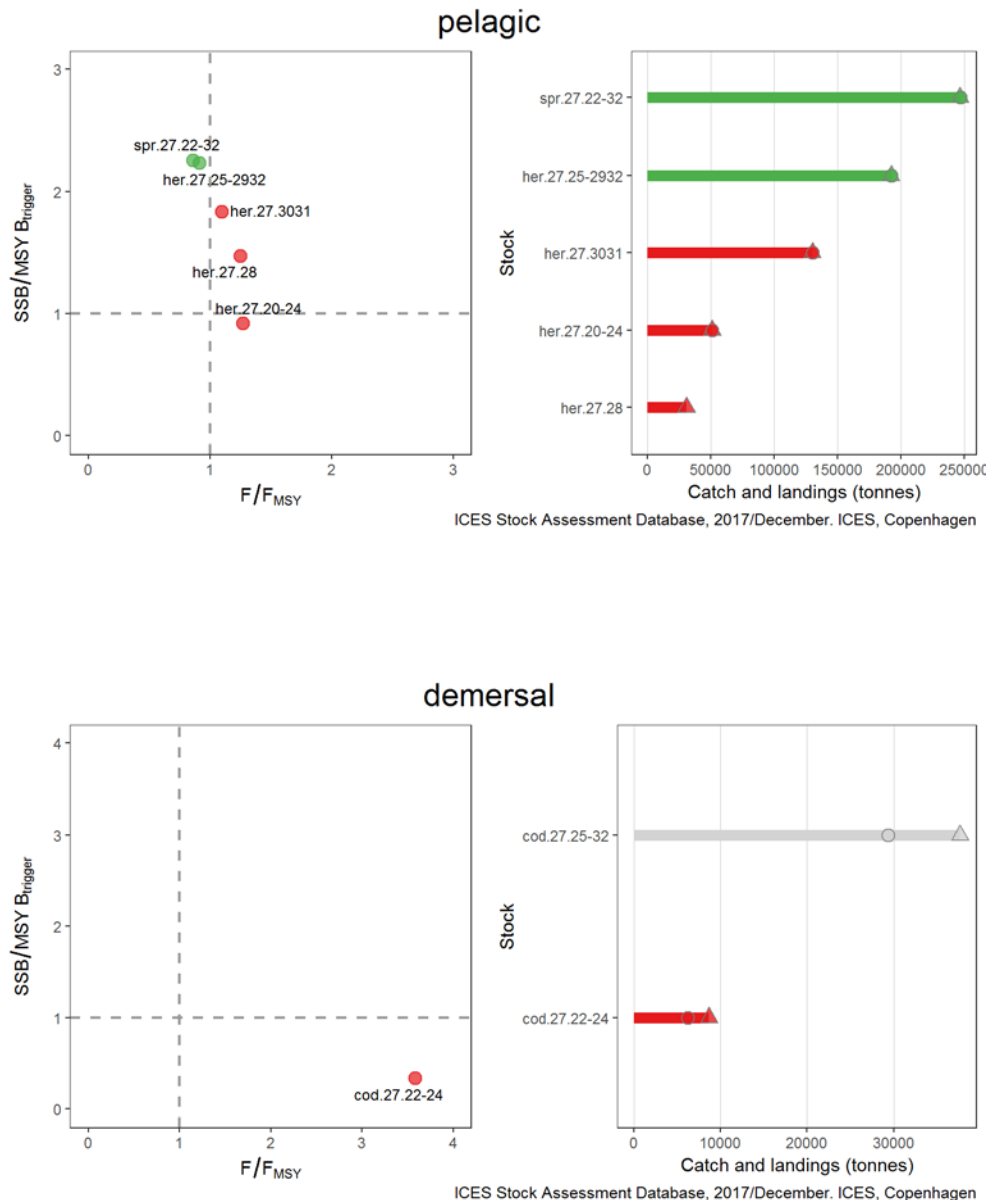 pelagic
3
2
1
0
SSB/MSY Btrigger
spr.27.22-32
her.27.25-2932
her.27.3031
her.27.28
her.27.20-24
0 1 2 3
F/FMSY
Stock
spr.27.22-32
her.27.25-2932
her.27.3031
her.27.20-24
her.27.28
0 50000 100000 150000 200000 250000
Catch and landings (tonnes)
ICES Stock Assessment Database, 2017/December. ICES, Copenhagen
demersal
4
3
2
1
0
SSB/MSY Btrigger
cod.27.22-24
0 1 2 3 4
F/FMSY
Stock
cod.27.25-32
cod.27.22-24
0 10000 20000 30000
Catch and landings (tonnes)
ICES Stock Assessment Database, 2017/December. ICES, Copenhagen